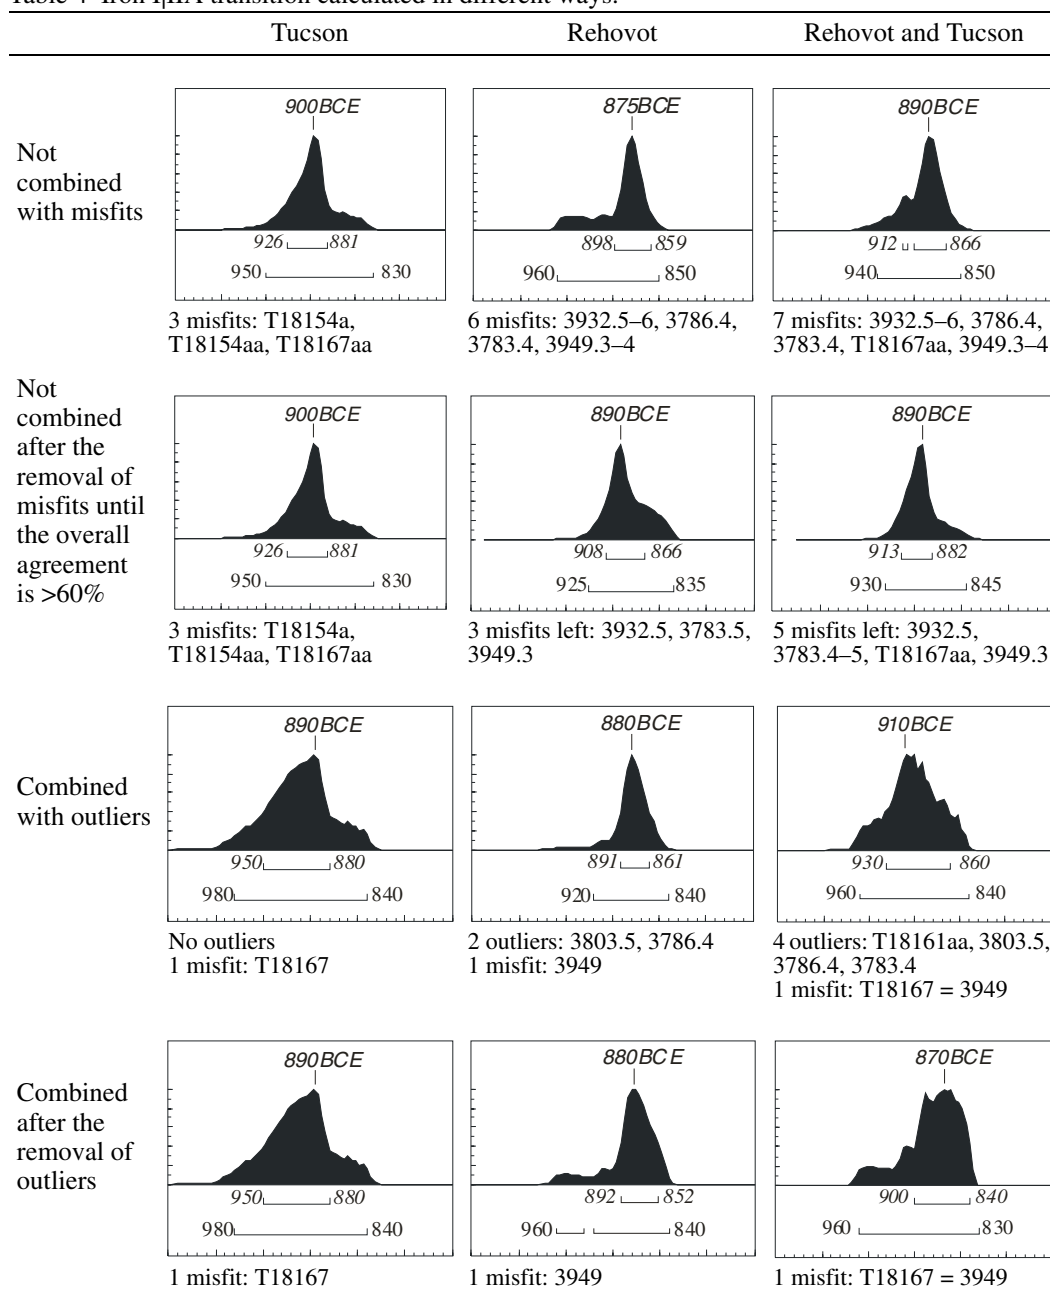 Table 4 Iron I|IIA transition calculated in different ways.
Tucson Rehovot Rehovot and Tucson
Not
combined
with misfits
900BCE
926 881
950 830
3 misfits: T18154a,
T18154aa, T18167aa
875BCE
898 859
960 850
6 misfits: 3932.5–6, 3786.4,
3783.4, 3949.3–4
890BCE
912 866
940 850
7 misfits: 3932.5–6, 3786.4,
3783.4, T18167aa, 3949.3–4
Not
combined
after the
removal of
misfits until
the overall
agreement
is >60%
900BCE
926 881
950 830
3 misfits: T18154a,
T18154aa, T18167aa
890BCE
908 866
925 835
3 misfits left: 3932.5, 3783.5,
3949.3
890BCE
913 882
930 845
5 misfits left: 3932.5,
3783.4–5, T18167aa, 3949.3
Combined
with outliers
890BCE
950 880
980 840
No outliers
1 misfit: T18167
880BCE
891 861
920 840
2 outliers: 3803.5, 3786.4
1 misfit: 3949
910BCE
930 860
960 840
4 outliers: T18161aa, 3803.5,
3786.4, 3783.4
1 misfit: T18167 = 3949
Combined
after the
removal of
outliers
890BCE
950 880
980 840
1 misfit: T18167
880BCE
892 852
960 840
1 misfit: 3949
870BCE
900 840
960 830
1 misfit: T18167 = 3949